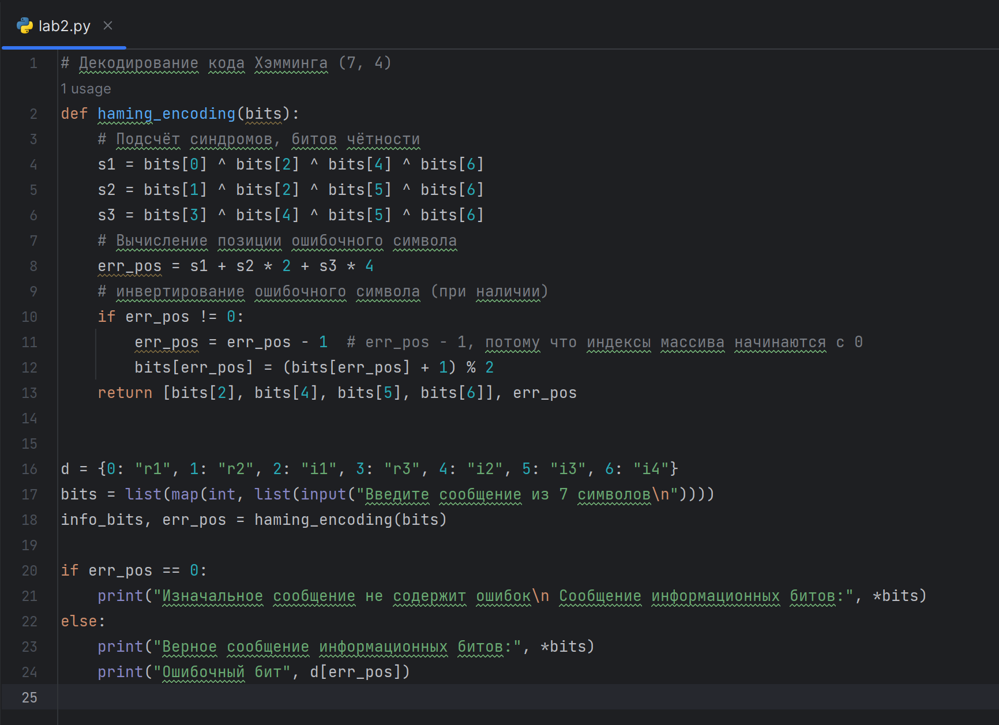 lab2.py
1 # Декодирование кода Хэмминга (7, 4)
1 usage
2 def haming_encoding(bits):
3     # Подсчёт синдромов, битов чётности
4     s1 = bits[0] ^ bits[2] ^ bits[4] ^ bits[6]
5     s2 = bits[1] ^ bits[2] ^ bits[5] ^ bits[6]
6     s3 = bits[3] ^ bits[4] ^ bits[5] ^ bits[6]
7     # Вычисление позиции ошибочного символа
8     err_pos = s1 + s2 * 2 + s3 * 4
9     # инвертирование ошибочного символа (при наличии)
10     if err_pos != 0:
11         err_pos = err_pos - 1  # err_pos - 1, потому что индексы массива начинаются с 0
12         bits[err_pos] = (bits[err_pos] + 1) % 2
13     return [bits[2], bits[4], bits[5], bits[6]], err_pos
14
15
16 d = {0: "r1", 1: "r2", 2: "i1", 3: "r3", 4: "i2", 5: "i3", 6: "i4"}
17 bits = list(map(int, list(input("Введите сообщение из 7 символов\n"))))
18 info_bits, err_pos = haming_encoding(bits)
19
20 if err_pos == 0:
21     print("Изначальное сообщение не содержит ошибок\n Сообщение информационных битов:", *bits)
22 else:
23     print("Верное сообщение информационных битов:", *bits)
24     print("Ошибочный бит", d[err_pos])
25